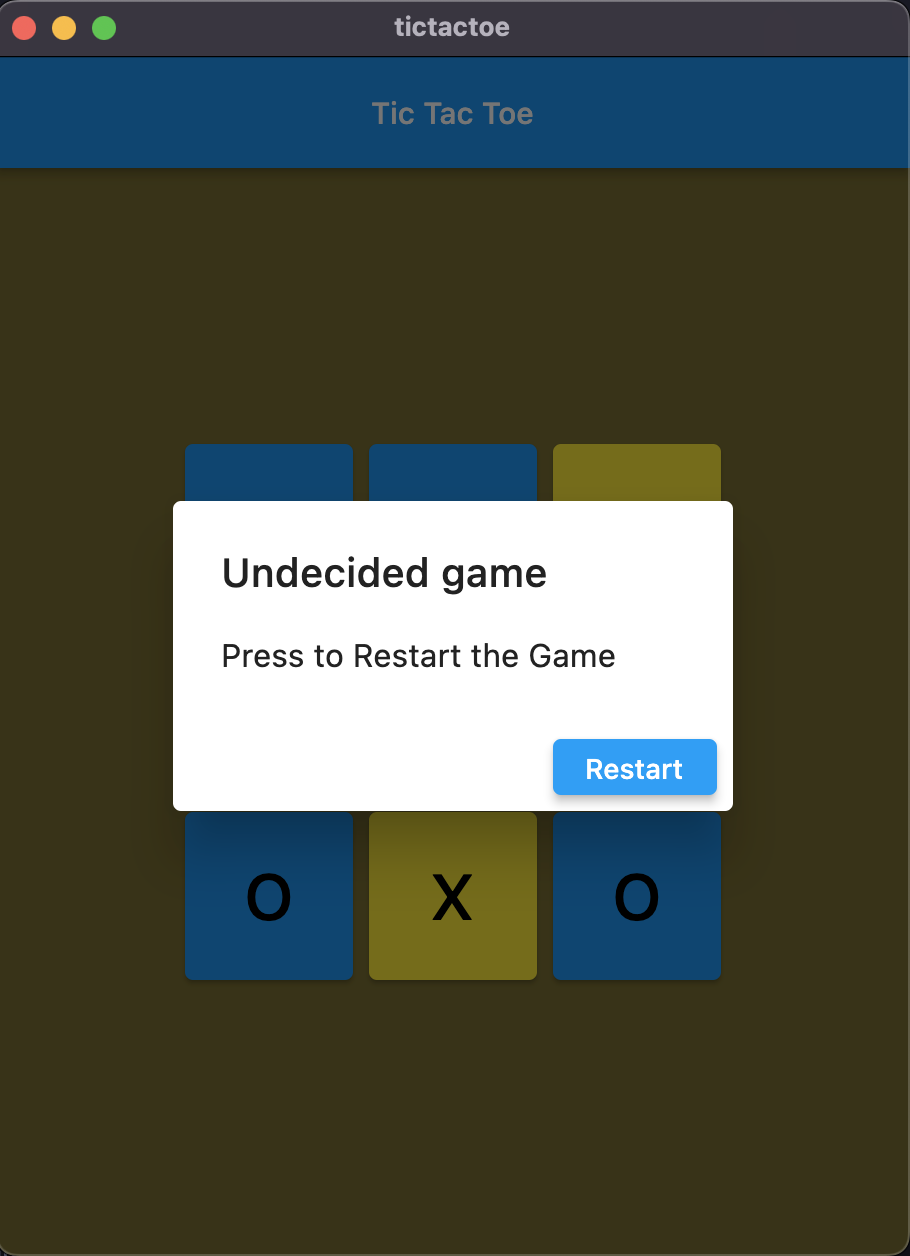 tictactoe
Tic Tac Toe
Undecided game
Press to Restart the Game
Restart
O X O